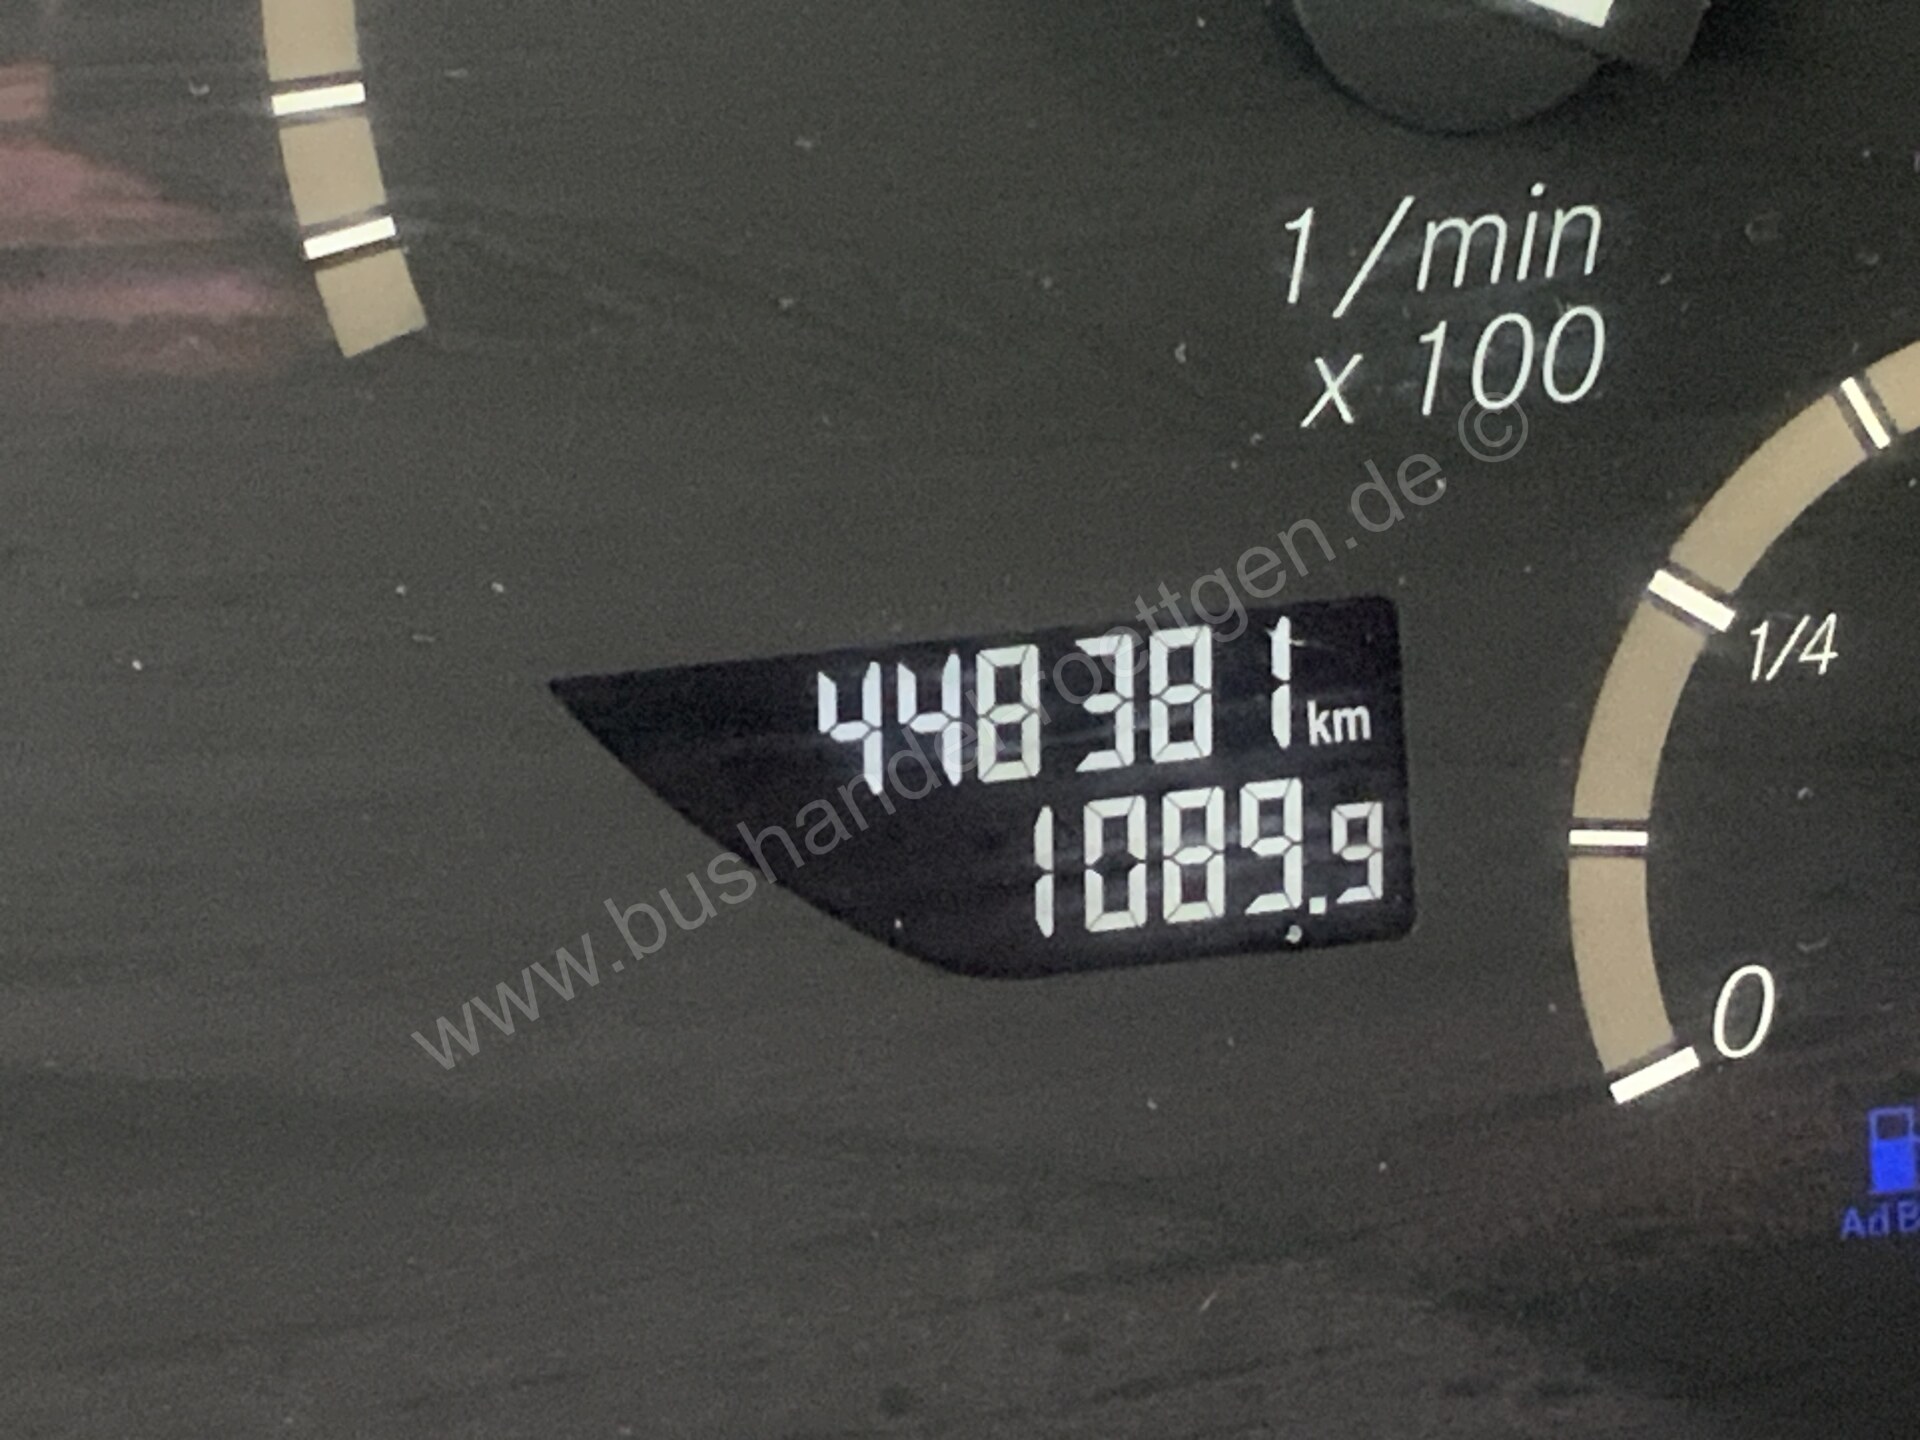 1/min
x 100
1/4
448381 km
1089.9
0
www.bushandel-roettgen.de ©